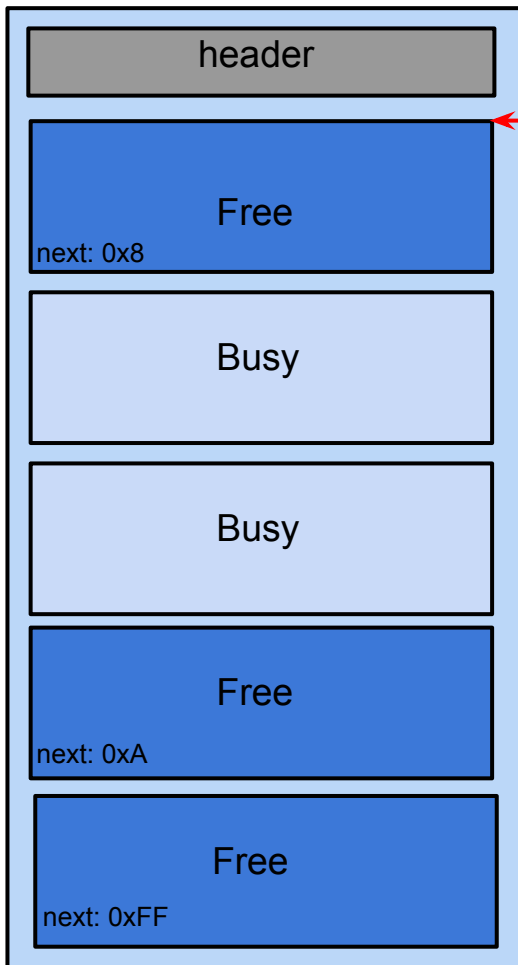 header
Free
next: 0x8
Busy
Busy
Free
next: 0xA
Free
next: 0xFF